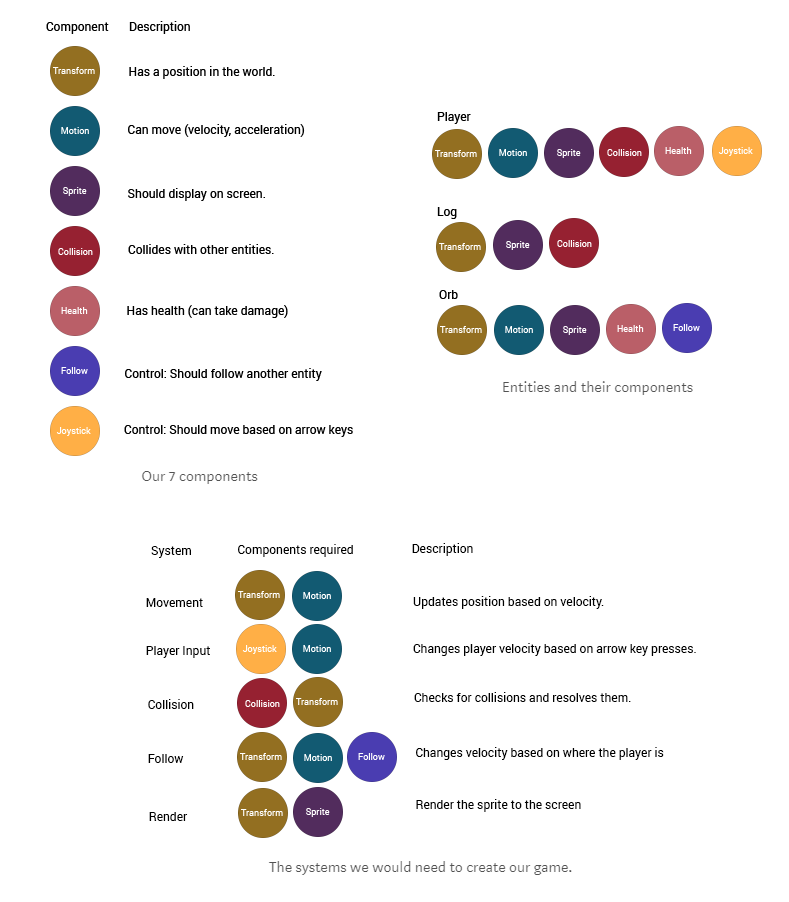 Component Description
Transform Has a position in the world.
Motion Can move (velocity, acceleration)
Sprite Should display on screen.
Collision Collides with other entities.
Health Has health (can take damage)
Follow Control: Should follow another entity
Joystick Control: Should move based on arrow keys
Our 7 components
Player
Transform Motion Sprite Collision Health Joystick
Log
Transform Sprite Collision
Orb
Transform Motion Sprite Health Follow
Entities and their components
System Components required Description
Movement Transform Motion Updates position based on velocity.
Player Input Joystick Motion Changes player velocity based on arrow key presses.
Collision Collision Transform Checks for collisions and resolves them.
Follow Transform Motion Follow Changes velocity based on where the player is
Render Transform Sprite Render the sprite to the screen
The systems we would need to create our game.